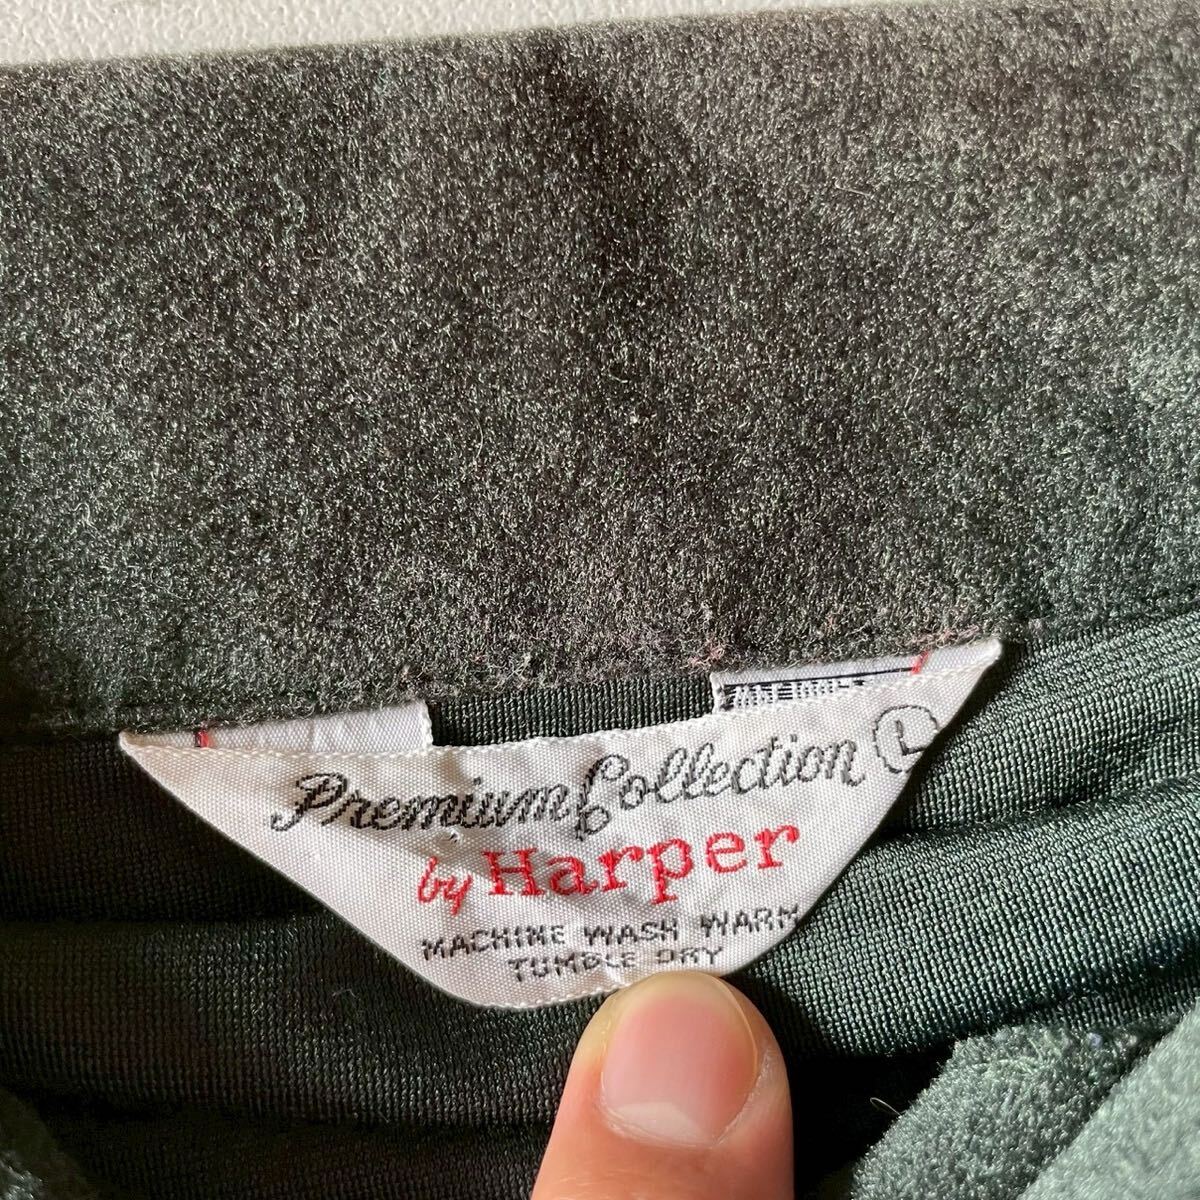 Premium Collection L
by Harper
MACHINE WASH WARM
TUMBLE DRY